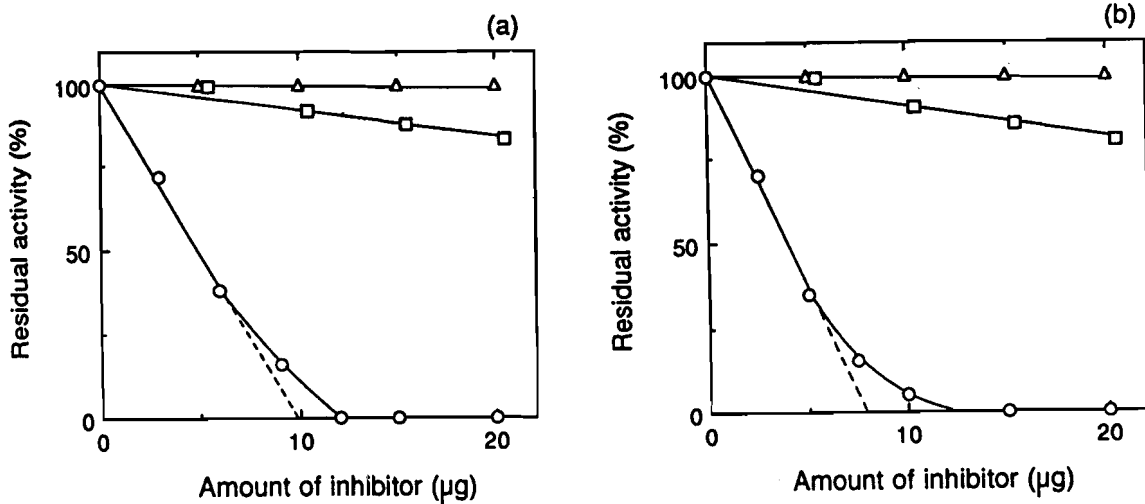 (a)
100
50
0
0
10
20
Residual activity (%)
Amount of inhibitor (µg)
(b)
100
50
0
0
10
20
Residual activity (%)
Amount of inhibitor (µg)